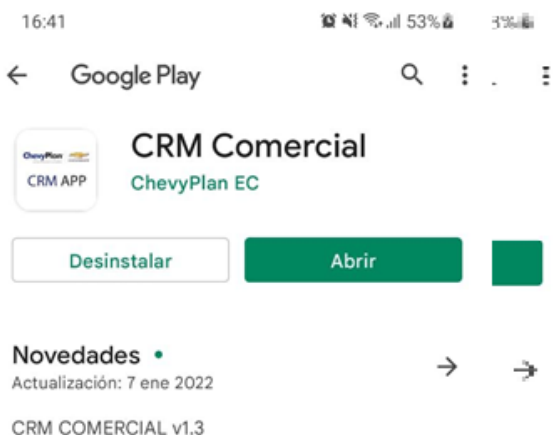 16:41 53%
Google Play
CRM Comercial
ChevyPlan
CRM APP
ChevyPlan EC
Desinstalar Abrir
Novedades
Actualización: 7 ene 2022
CRM COMERCIAL v1.3